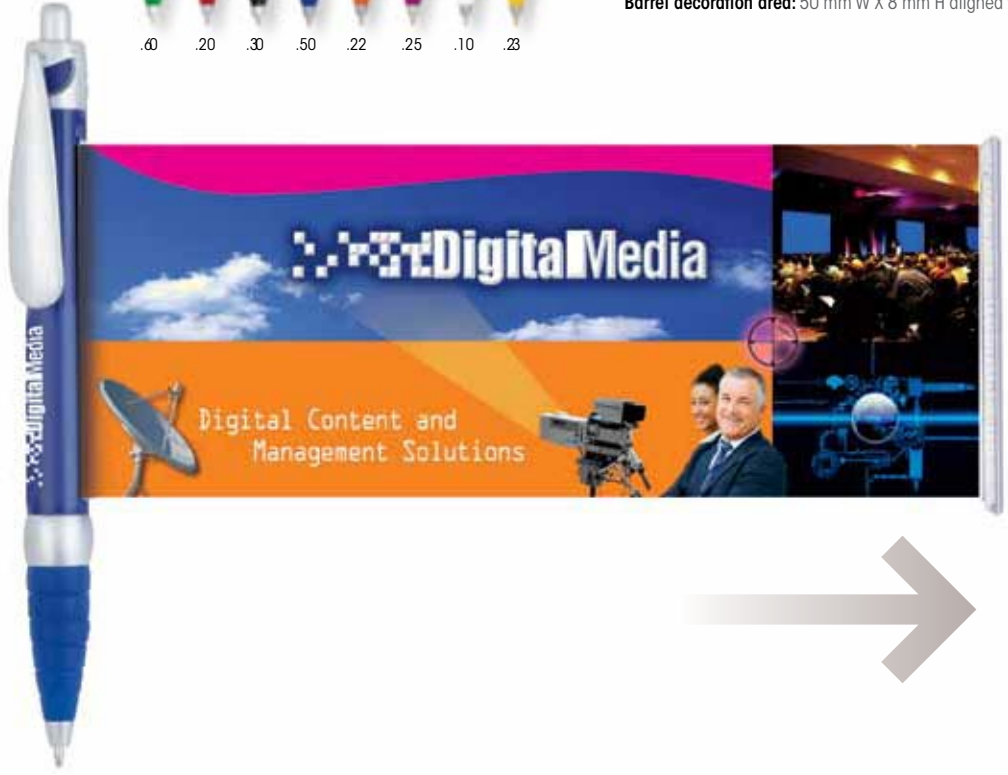 Barrel decoration area: 50 mm W X 8 mm H aligned
.60 .20 .30 .50 .22 .25 .10 .23
DigitalMedia
Digital Content and
Management Solutions
DigitalMedia